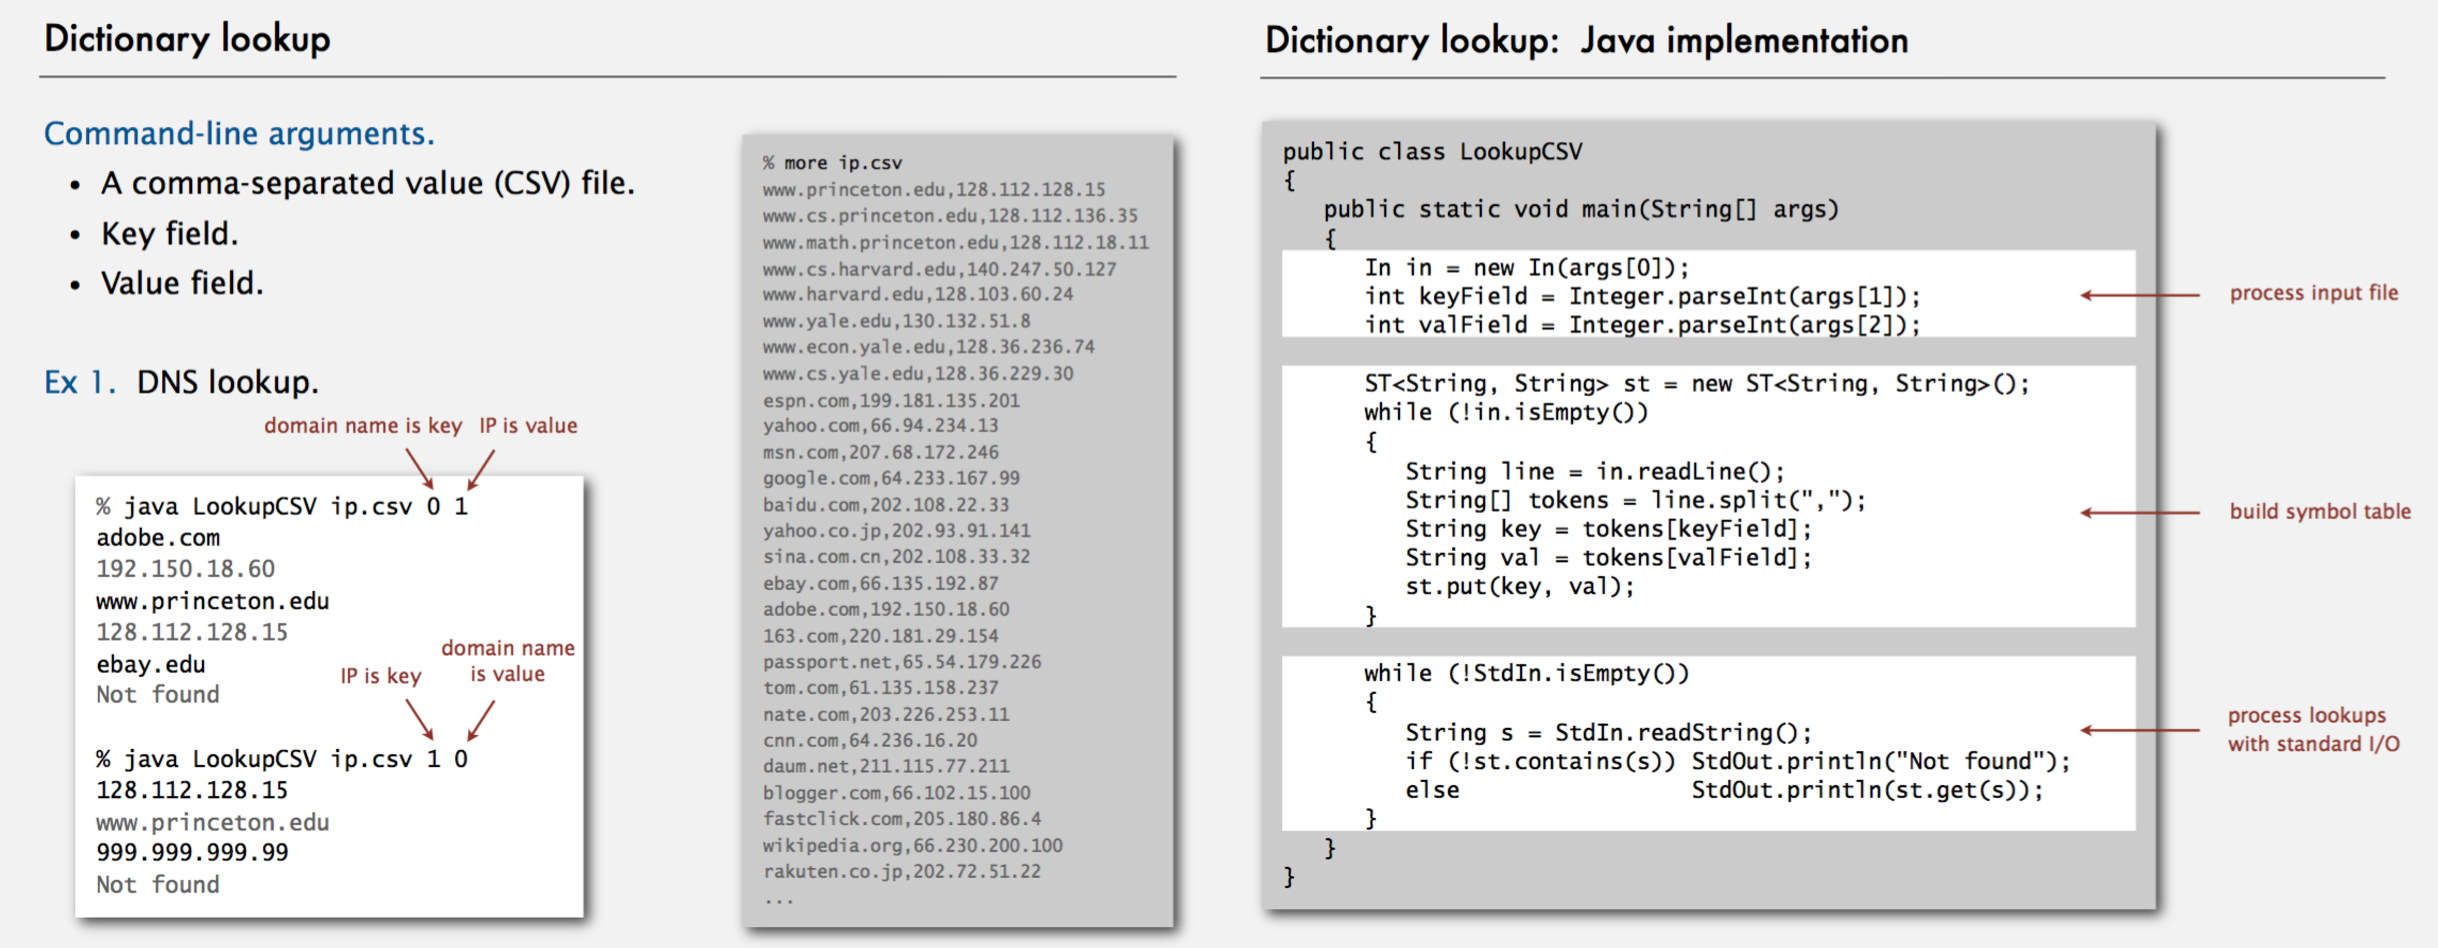 Dictionary lookup
Command-line arguments.
• A comma-separated value (CSV) file.
• Key field.
• Value field.
Ex 1. DNS lookup.
domain name is key IP is value
% java LookupCSV ip.csv 0 1
adobe.com
192.150.18.60
www.princeton.edu
128.112.128.15
ebay.edu
Not found
IP is key
domain name
is value
% java LookupCSV ip.csv 1 0
128.112.128.15
www.princeton.edu
999.999.999.99
Not found
% more ip.csv
www.princeton.edu,128.112.128.15
www.cs.princeton.edu,128.112.136.35
www.math.princeton.edu,128.112.18.11
www.cs.harvard.edu,140.247.50.127
www.harvard.edu,128.103.60.24
www.yale.edu,130.132.51.8
www.econ.yale.edu,128.36.236.74
www.cs.yale.edu,128.36.229.30
espn.com,199.181.135.201
yahoo.com,66.94.234.13
msn.com,207.68.172.246
google.com,64.233.167.99
baidu.com,202.108.22.33
yahoo.co.jp,202.93.91.141
sina.com.cn,202.108.33.32
ebay.com,66.135.192.87
adobe.com,192.150.18.60
163.com,220.181.29.154
passport.net,65.54.179.226
tom.com,61.135.158.237
nate.com,203.226.253.11
cnn.com,64.236.16.20
daum.net,211.115.77.211
blogger.com,66.102.15.100
fastclick.com,205.180.86.4
wikipedia.org,66.230.200.100
rakuten.co.jp,202.72.51.22
...
Dictionary lookup: Java implementation
public class LookupCSV
{
public static void main(String[] args)
{
In in = new In(args[0]);
int keyField = Integer.parseInt(args[1]);
int valField = Integer.parseInt(args[2]);
process input file
ST<String, String> st = new ST<String, String>();
while (!in.isEmpty())
{
String line = in.readLine();
String[] tokens = line.split(",");
String key = tokens[keyField];
String val = tokens[valField];
st.put(key, val);
}
build symbol table
while (!StdIn.isEmpty())
{
String s = StdIn.readString();
if (!st.contains(s)) StdOut.println("Not found");
else StdOut.println(st.get(s));
}
process lookups
with standard I/O
}
}